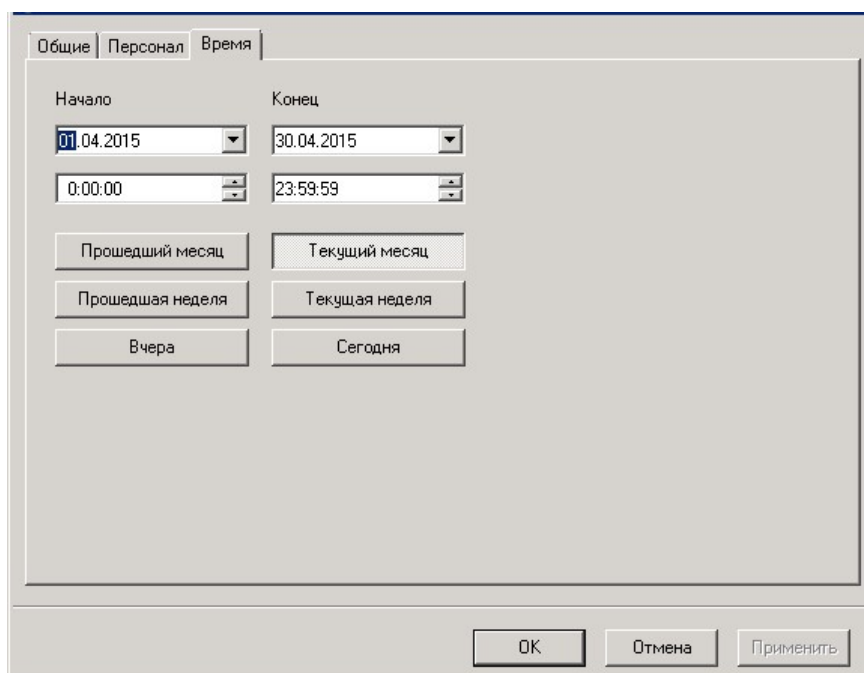 Общие Персонал Время
Начало Конец
01.04.2015 30.04.2015
0:00:00 23:59:59
Прошедший месяц Текущий месяц
Прошедшая неделя Текущая неделя
Вчера Сегодня
OK Отмена Применить